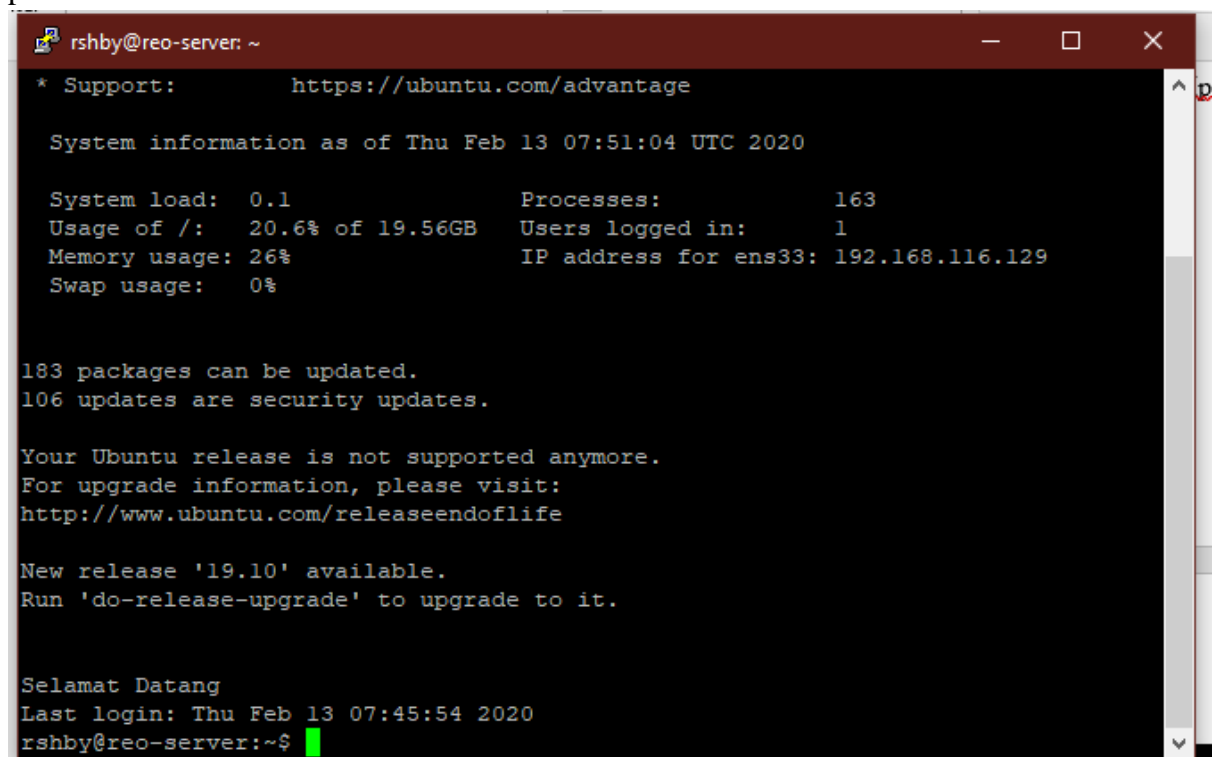 rshby@reo-server: ~
* Support: https://ubuntu.com/advantage
System information as of Thu Feb 13 07:51:04 UTC 2020
System load: 0.1 Processes: 163
Usage of /: 20.6% of 19.56GB Users logged in: 1
Memory usage: 26% IP address for ens33: 192.168.116.129
Swap usage: 0%
183 packages can be updated.
106 updates are security updates.
Your Ubuntu release is not supported anymore.
For upgrade information, please visit:
http://www.ubuntu.com/releaseendoflife
New release '19.10' available.
Run 'do-release-upgrade' to upgrade to it.
Selamat Datang
Last login: Thu Feb 13 07:45:54 2020
rshby@reo-server:~$